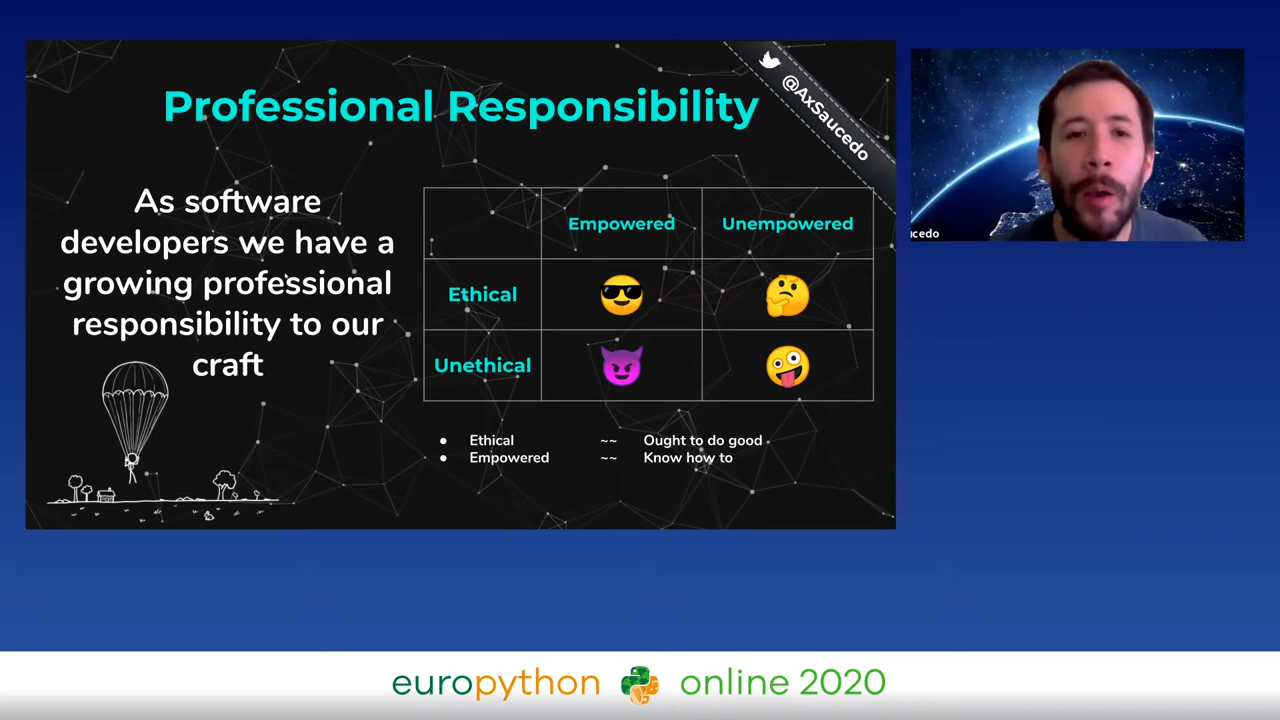 Professional Responsibility
@AxSaucedo
As software
developers we have a
growing professional
responsibility to our
craft
Empowered Unempowered
Ethical
Unethical
● Ethical ~~ Ought to do good
● Empowered ~~ Know how to
ucedo
europython online 2020